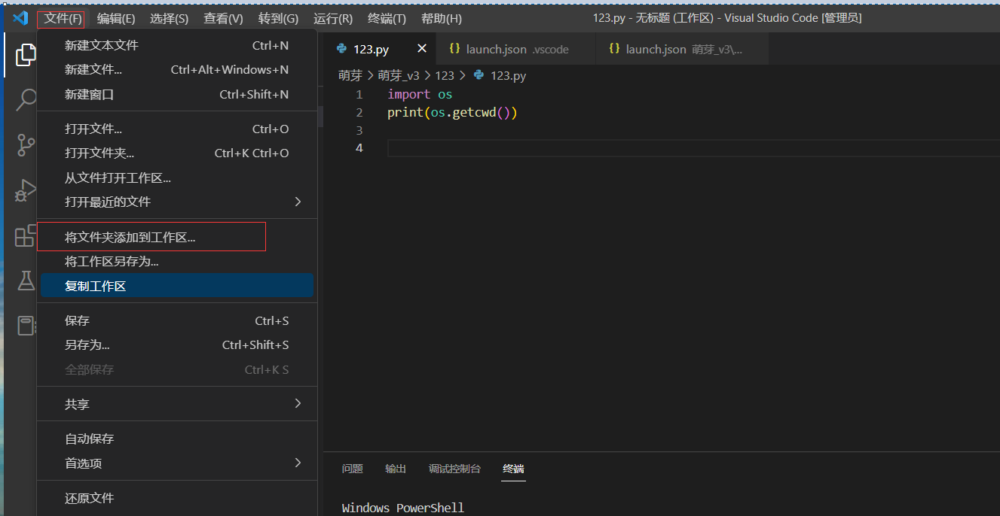 文件(F) 编辑(E) 选择(S) 查看(V) 转到(G) 运行(R) 终端(T) 帮助(H) 123.py - 无标题 (工作区) - Visual Studio Code [管理员]
新建文本文件 Ctrl+N
新建文件... Ctrl+Alt+Windows+N
新建窗口 Ctrl+Shift+N
打开文件... Ctrl+O
打开文件夹... Ctrl+K Ctrl+O
从文件打开工作区...
打开最近的文件
将文件夹添加到工作区...
将工作区另存为...
复制工作区
保存 Ctrl+S
另存为... Ctrl+Shift+S
全部保存 Ctrl+K S
共享
自动保存
首选项
还原文件
123.py launch.json .vscode launch.json 萌芽_v3\...
萌芽 > 萌芽_v3 > 123 > 123.py
1 import os
2 print(os.getcwd())
3
4
问题 输出 调试控制台 终端
Windows PowerShell